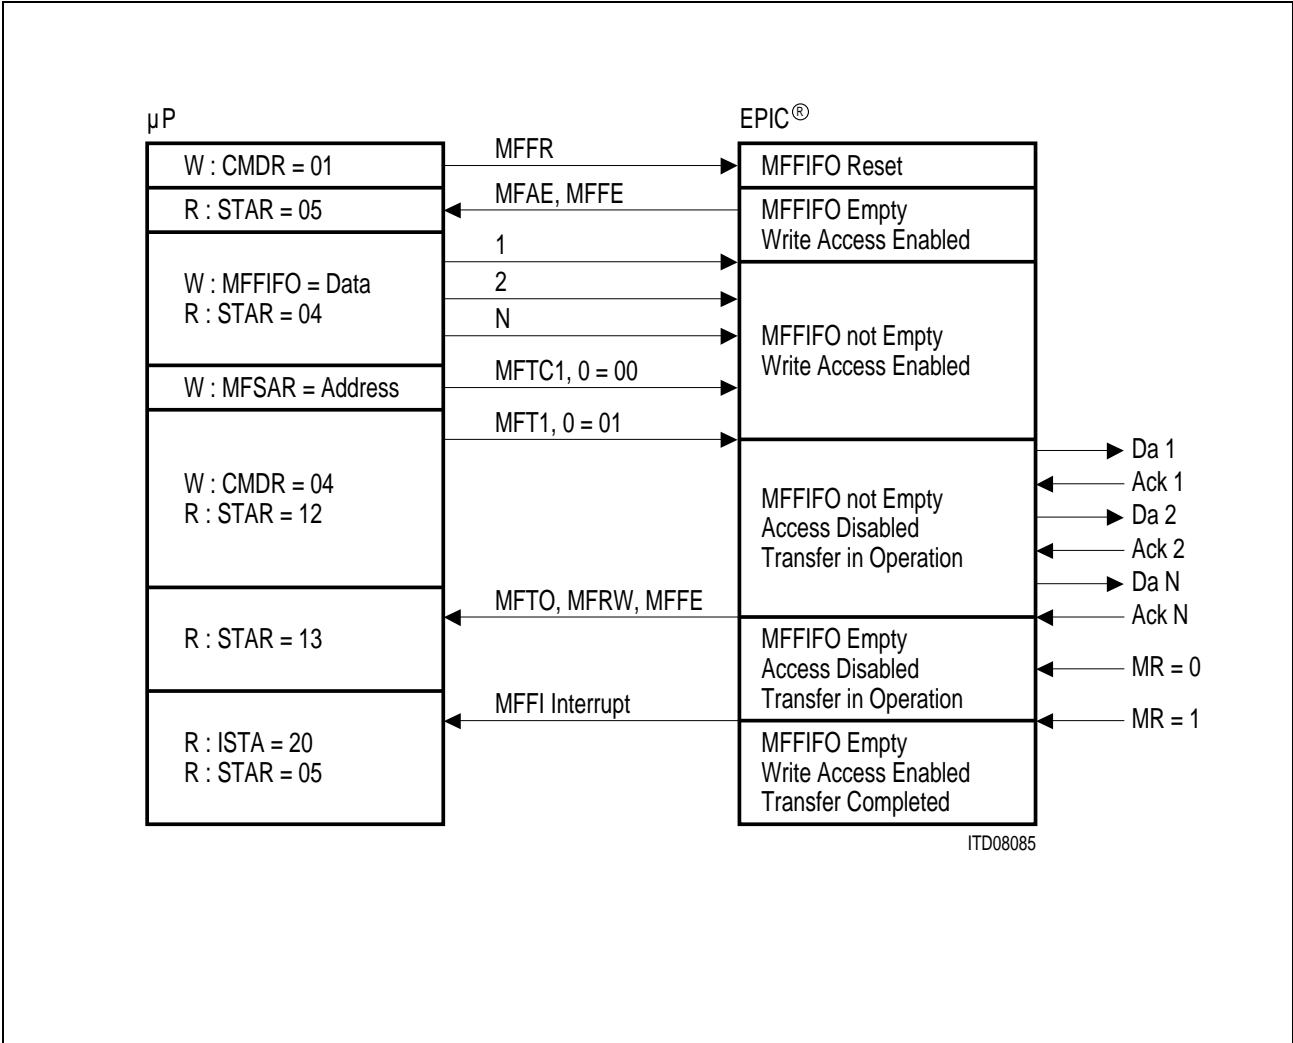 µP
EPIC®
W : CMDR = 01
MFFR
MFFIFO Reset
R : STAR = 05
MFAE, MFFE
MFFIFO Empty
Write Access Enabled
W : MFFIFO = Data
R : STAR = 04
1
2
N
MFFIFO not Empty
Write Access Enabled
W : MFSAR = Address
MFTC1, 0 = 00
MFT1, 0 = 01
W : CMDR = 04
R : STAR = 12
MFFIFO not Empty
Access Disabled
Transfer in Operation
Da 1
Ack 1
Da 2
Ack 2
Da N
Ack N
R : STAR = 13
MFTO, MFRW, MFFE
MFFIFO Empty
Access Disabled
Transfer in Operation
MR = 0
MR = 1
R : ISTA = 20
R : STAR = 05
MFFI Interrupt
MFFIFO Empty
Write Access Enabled
Transfer Completed
ITD08085